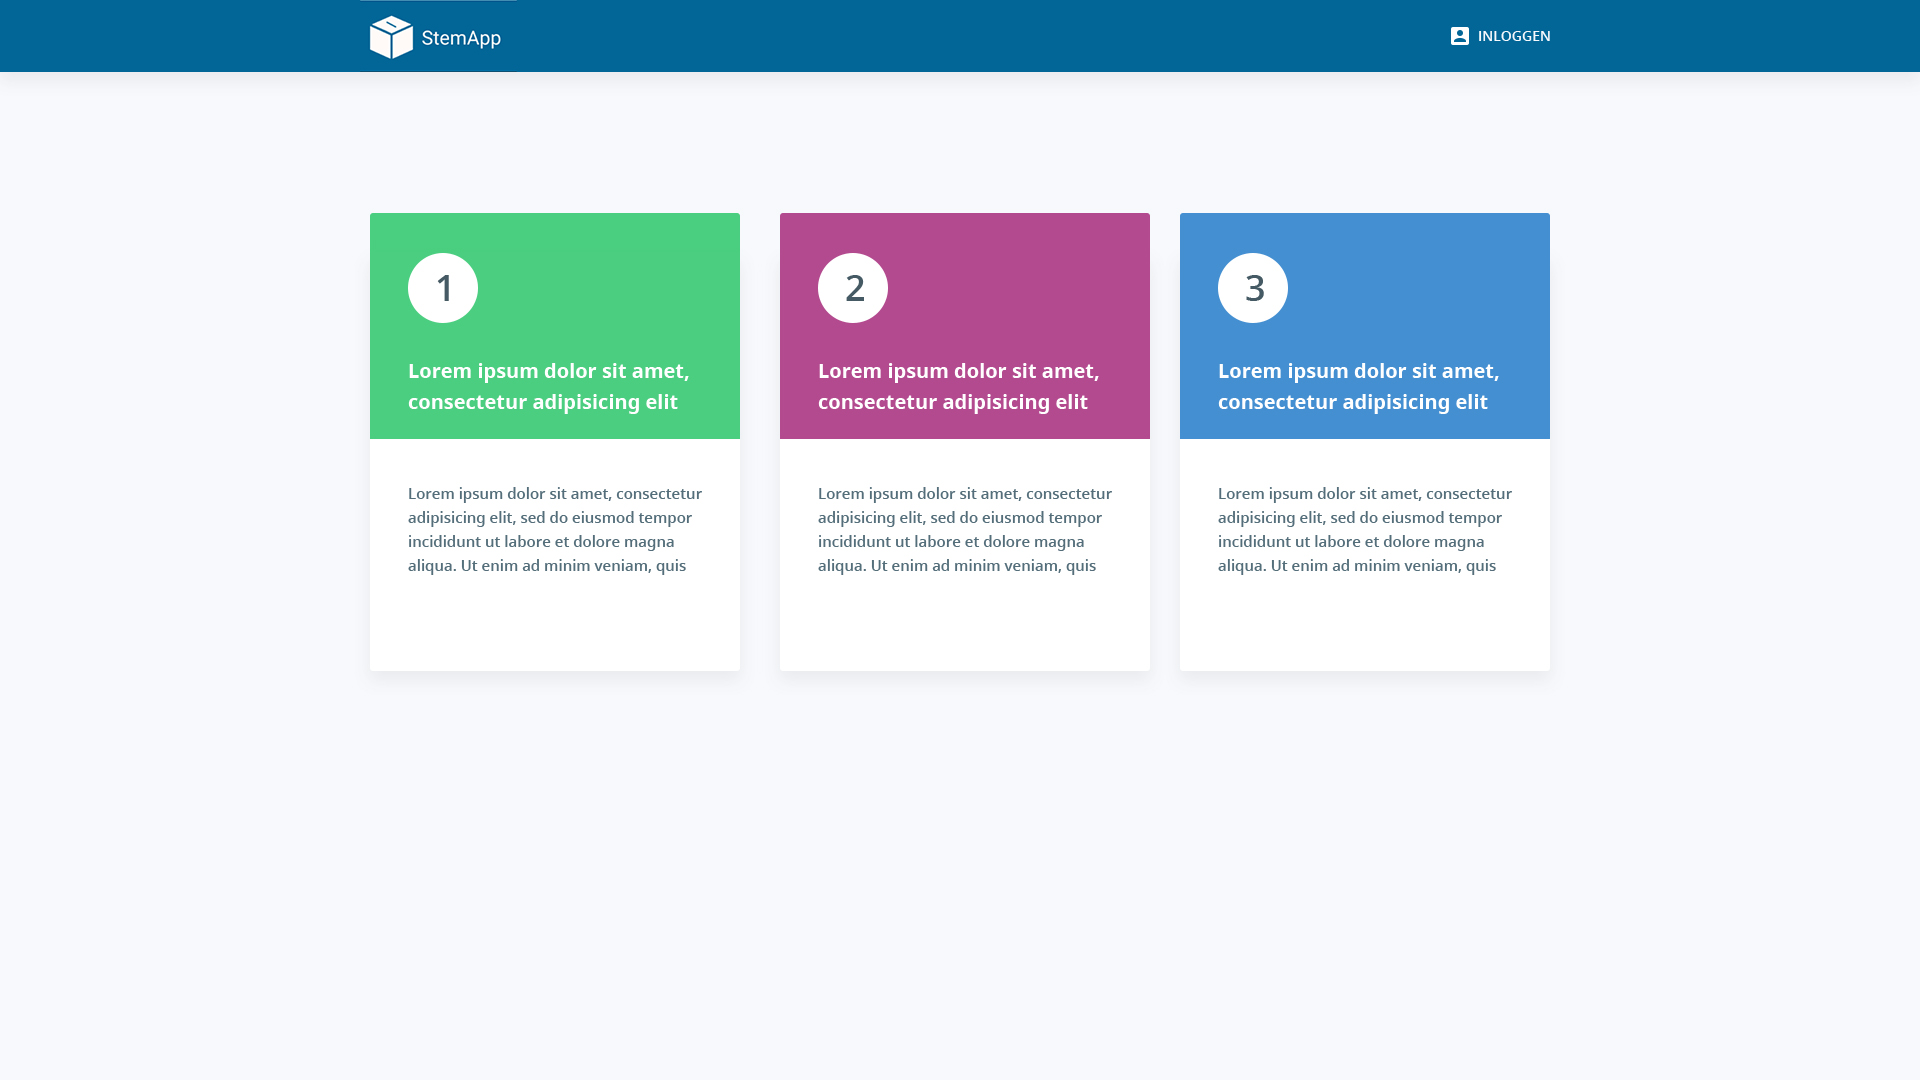 StemApp
INLOGGEN
1
Lorem ipsum dolor sit amet,
consectetur adipisicing elit
Lorem ipsum dolor sit amet, consectetur
adipisicing elit, sed do eiusmod tempor
incididunt ut labore et dolore magna
aliqua. Ut enim ad minim veniam, quis
2
Lorem ipsum dolor sit amet,
consectetur adipisicing elit
Lorem ipsum dolor sit amet, consectetur
adipisicing elit, sed do eiusmod tempor
incididunt ut labore et dolore magna
aliqua. Ut enim ad minim veniam, quis
3
Lorem ipsum dolor sit amet,
consectetur adipisicing elit
Lorem ipsum dolor sit amet, consectetur
adipisicing elit, sed do eiusmod tempor
incididunt ut labore et dolore magna
aliqua. Ut enim ad minim veniam, quis